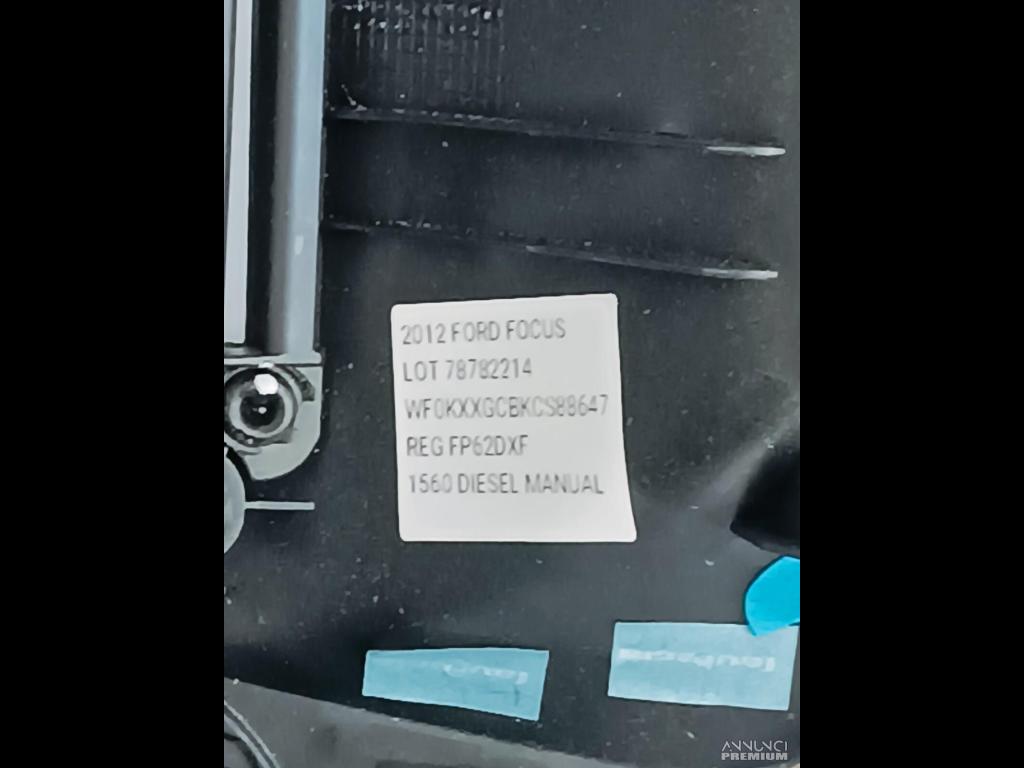 2012 FORD FOCUS
LOT 78782214
WF0KXXGCBKCS88647
REG FP62DXF
1560 DIESEL MANUAL
ANNUNCI
PREMIUM